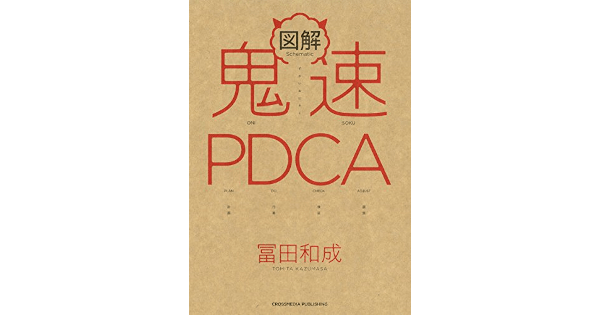 図解
Schematic
鬼速
ONI SOKU
PDCA
PLAN DO CHECK ADJUST
冨田和成
TOMITA KAZUMASA
CROSSMEDIA PUBLISHING